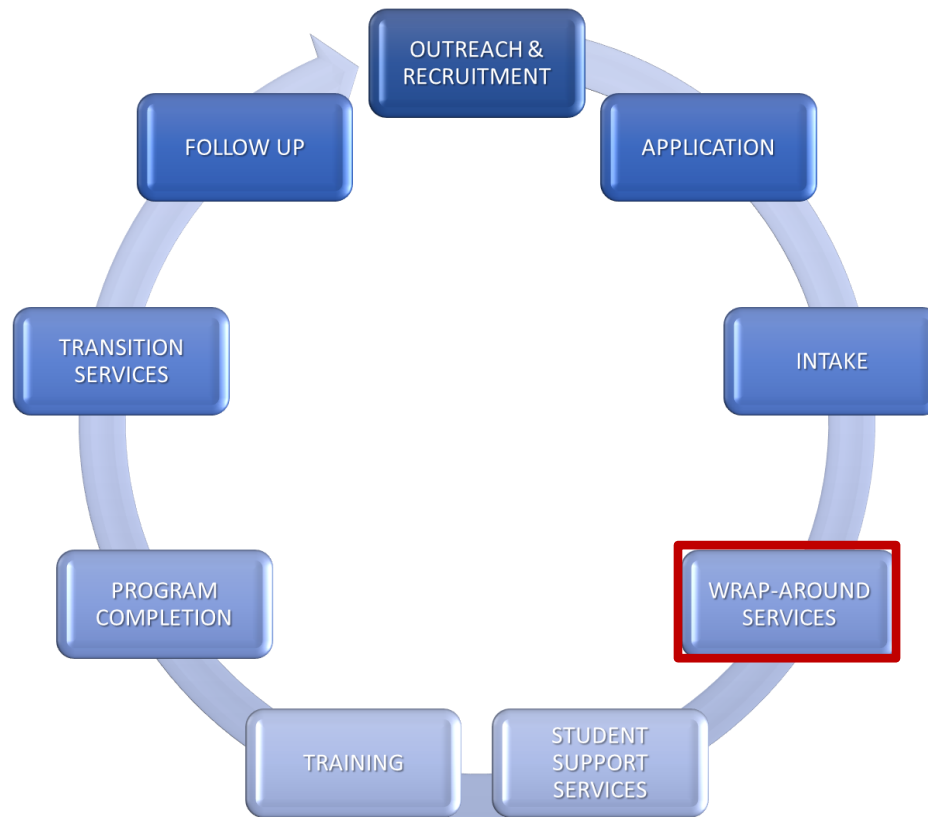 OUTREACH &
RECRUITMENT
APPLICATION
INTAKE
WRAP-AROUND
SERVICES
STUDENT
SUPPORT
SERVICES
TRAINING
PROGRAM
COMPLETION
TRANSITION
SERVICES
FOLLOW UP